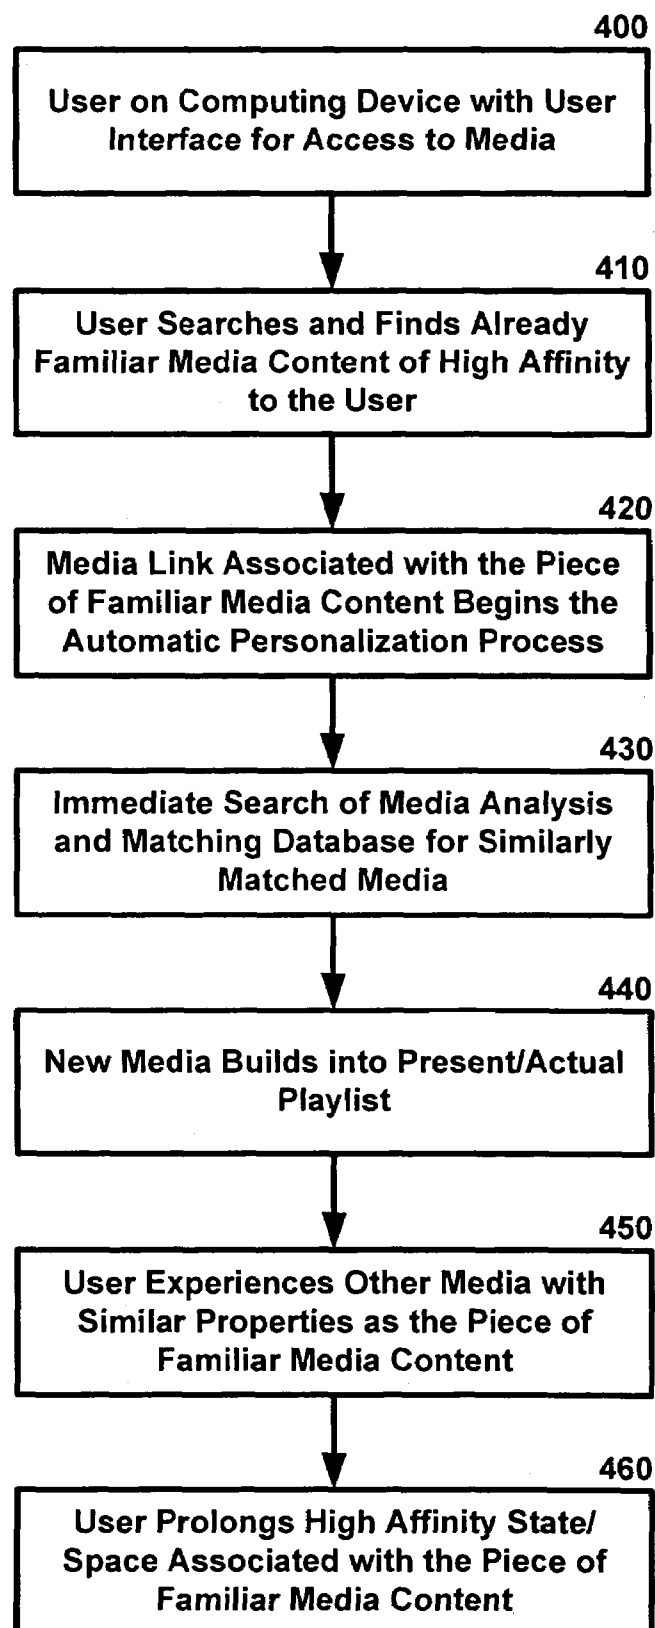 400
User on Computing Device with User
Interface for Access to Media
410
User Searches and Finds Already
Familiar Media Content of High Affinity
to the User
420
Media Link Associated with the Piece
of Familiar Media Content Begins the
Automatic Personalization Process
430
Immediate Search of Media Analysis
and Matching Database for Similarly
Matched Media
440
New Media Builds into Present/Actual
Playlist
450
User Experiences Other Media with
Similar Properties as the Piece of
Familiar Media Content
460
User Prolongs High Affinity State/
Space Associated with the Piece of
Familiar Media Content